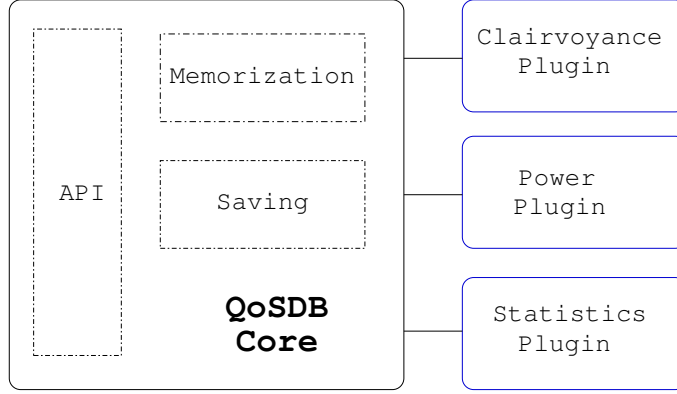 API
Memorization
Saving
QoSDB
Core
Clairvoyance
Plugin
Power
Plugin
Statistics
Plugin